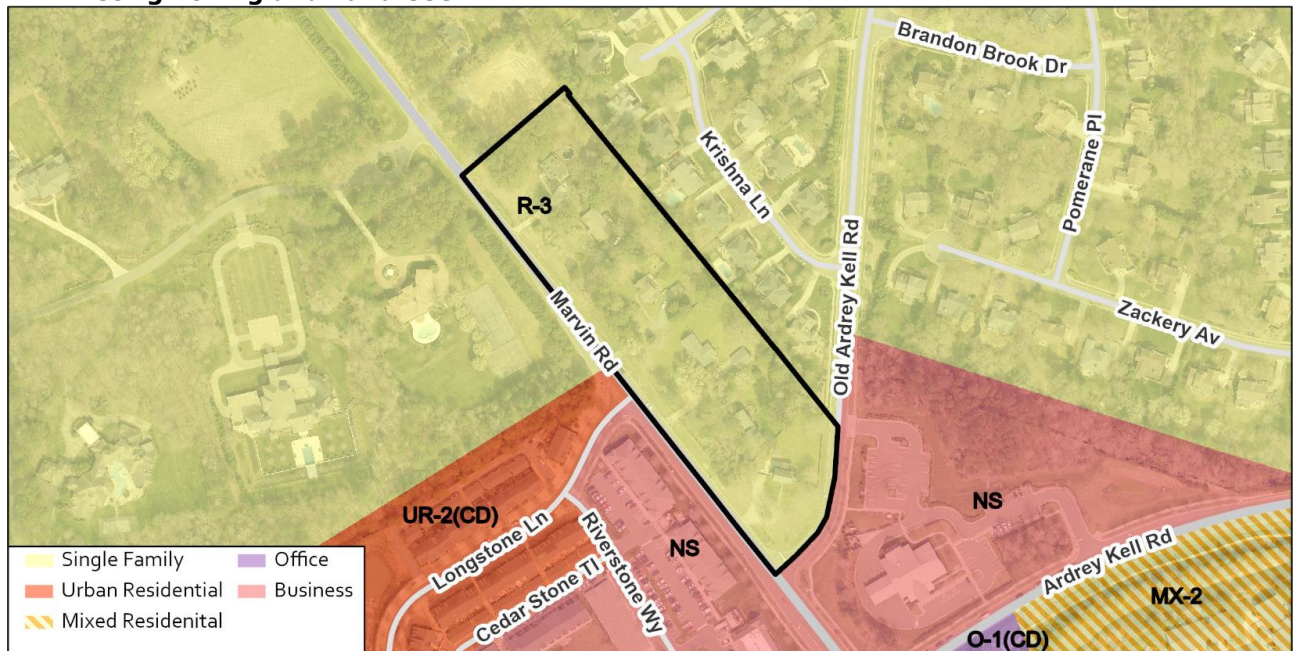 Brandon Brook Dr
Krishna Ln
Pomerane Pl
R-3
Old Ardrey Kell Rd
Marvin Rd
Zackery Av
UR-2(CD)
NS
NS
Longstone Ln
Riverstone Wy
Cedar Stone Tl
Ardrey Kell Rd
MX-2
O-1(CD)
Single Family
Office
Urban Residential
Business
Mixed Residenital